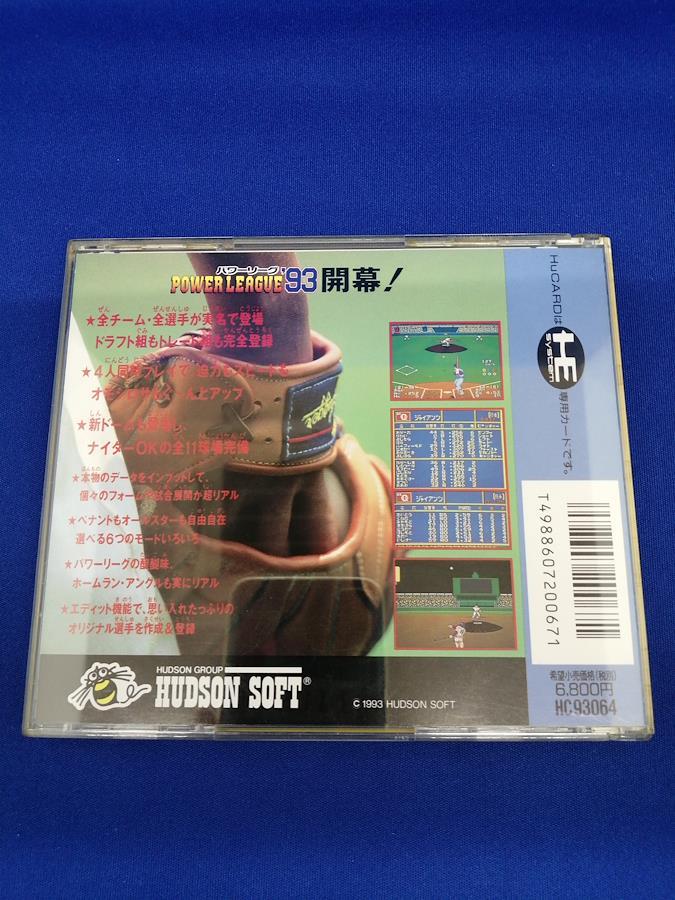 パワーリーグ
POWER LEAGUE '93 開幕!
★全チーム・全選手が実名で登場
ドラフト組もトレード組も完全登録
★4人同時プレイで
★新
ナイターOKの全11球場完備
★本物のデータをインプットして、
個々のフォームや試合展開が超リアル
★ペナントもオールスターも自由自在
選べる6つのモードいろいろ
★パワーリーグの醍醐味、
ホームラン・アングルも実にリアル
★エディット機能で、思い入れたっぷりの
オリジナル選手を作成&登録
ジャイアンツ
ジャイアンツ
HuCARDは
HE
SYSTEM
専用カードです。
T4988607200671
希望小売価格(税別)
6,800円
HC93064
HUDSON GROUP
HUDSON SOFT®
© 1993 HUDSON SOFT